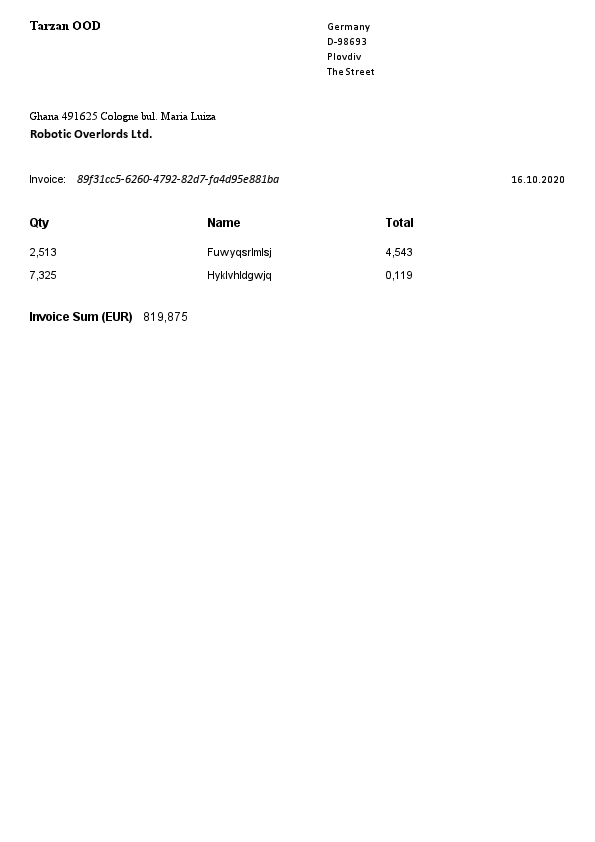 Tarzan OOD
Germany
D-98693
Plovdiv
The Street
Ghana 491625 Cologne bul. Maria Luiza
Robotic Overlords Ltd.
Invoice: 89f31cc5-6260-4792-82d7-fa4d95e881ba 16.10.2020
Qty Name Total
2,513 Fuwyqsrlmlsj 4,543
7,325 Hyklvhldgwjq 0,119
Invoice Sum (EUR) 819,875